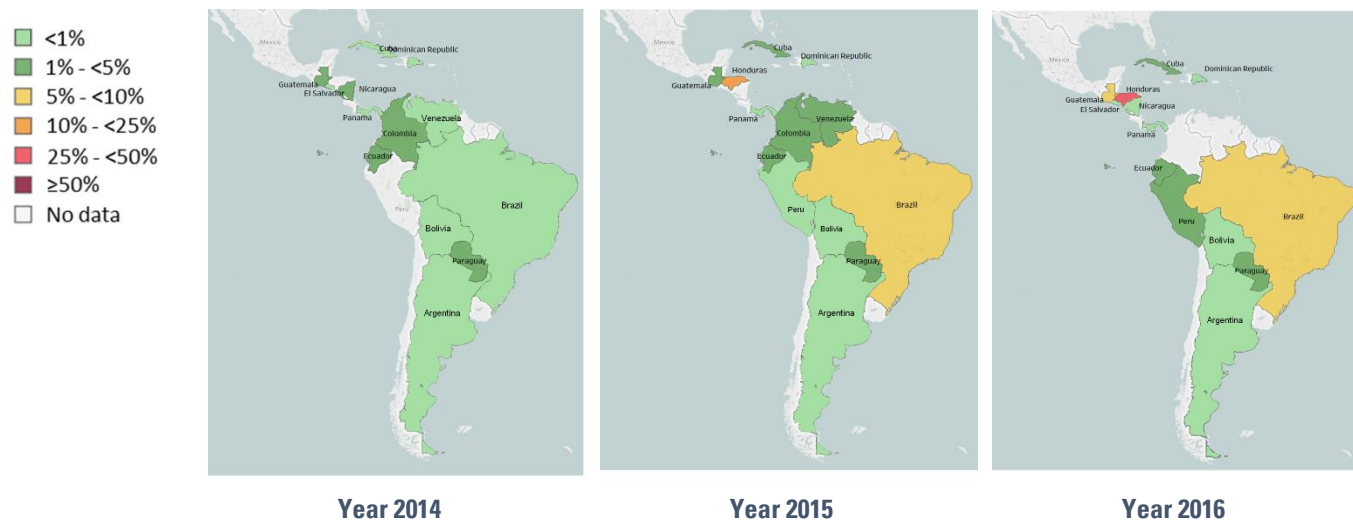 <1%
1% - <5%
5% - <10%
10% - <25%
25% - <50%
≥50%
No data
Mexico
Cuba
Dominican Republic
Guatemala
El Salvador
Nicaragua
Panama
Venezuela
Colombia
Ecuador
Peru
Brazil
Bolivia
Paraguay
Argentina
Year 2014
Mexico
Cuba
Dominican Republic
Honduras
Guatemala
Panama
Venezuela
Colombia
Ecuador
Peru
Brazil
Bolivia
Paraguay
Argentina
Year 2015
Mexico
Cuba
Dominican Republic
Honduras
Guatemala
Nicaragua
El Salvador
Panama
Ecuador
Peru
Brazil
Bolivia
Paraguay
Argentina
Year 2016